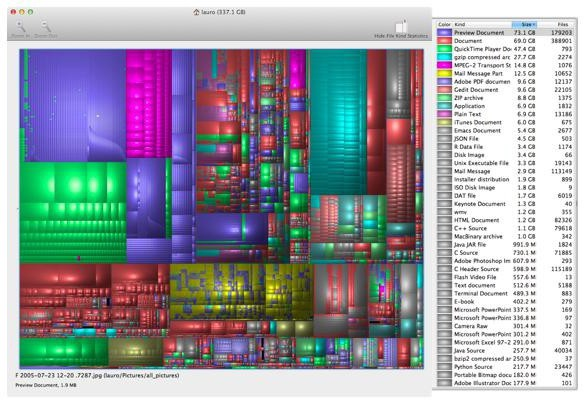 lauro (337.1 GB)
Zoom In Zoom Out Hide File Kind Statistics
Color Kind Size Files
Preview Document 73.1 GB 179203
Document 69.0 GB 388901
QuickTime Player Doc 47.4 GB 793
gzip compressed arc 27.7 GB 2274
MPEG-2 Transport St 14.8 GB 1076
Mail Message Part 12.5 GB 10652
Adobe PDF documen 9.6 GB 12137
Gedit Document 9.6 GB 22105
ZIP archive 8.8 GB 1375
Application 6.9 GB 1832
Plain Text 6.9 GB 13186
iTunes Document 6.0 GB 675
Emacs Document 5.4 GB 2677
JSON File 4.5 GB 503
R Data File 3.4 GB 1174
Disk Image 3.4 GB 66
Unix Executable File 3.3 GB 19143
Mail Message 2.9 GB 113149
Installer distribution 1.9 GB 899
ISO Disk Image 1.8 GB 9
DAT file 1.7 GB 6019
Keynote Document 1.3 GB 40
wmv 1.2 GB 355
HTML Document 1.2 GB 82326
C++ Source 1.1 GB 79618
MacBinary archive 1.0 GB 342
Java JAR file 991.9 M 1824
C Source 730.1 M 71885
Adobe Photoshop Im 607.9 M 293
C Header Source 598.9 M 115189
Flash Video File 557.6 M 13
Text document 512.6 M 5188
Terminal Document 489.3 M 883
E-book 402.2 M 279
Microsoft PowerPoint 337.5 M 169
Microsoft PowerPoint 336.8 M 97
Camera Raw 301.4 M 32
Microsoft PowerPoint 301.2 M 402
Microsoft Excel 97-2 291.0 M 871
Java Source 257.7 M 40034
bzip2 compressed ar 250.9 M 37
Python Source 217.7 M 23447
Portable Bitmap docu 182.0 M 426
Adobe Illustrator Doc 177.9 M 101
F 2005-07-23 12-20 .7287.jpg (lauro/Pictures/all_pictures)
Preview Document, 1.9 MB